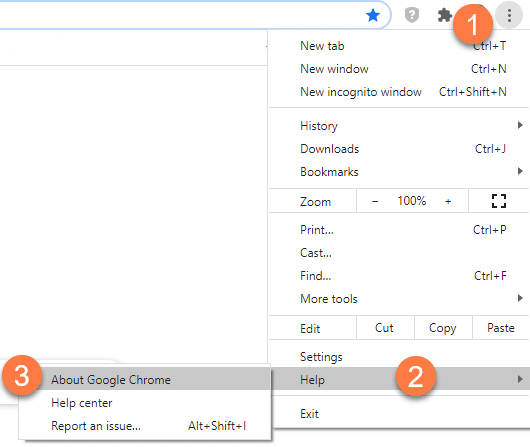 1
New tab Ctrl+T
New window Ctrl+N
New incognito window Ctrl+Shift+N
History
Downloads Ctrl+J
Bookmarks
Zoom − 100% +
Print... Ctrl+P
Cast...
Find... Ctrl+F
More tools
Edit Cut Copy Paste
Settings
Help 2
Exit
3 About Google Chrome
Help center
Report an issue... Alt+Shift+I